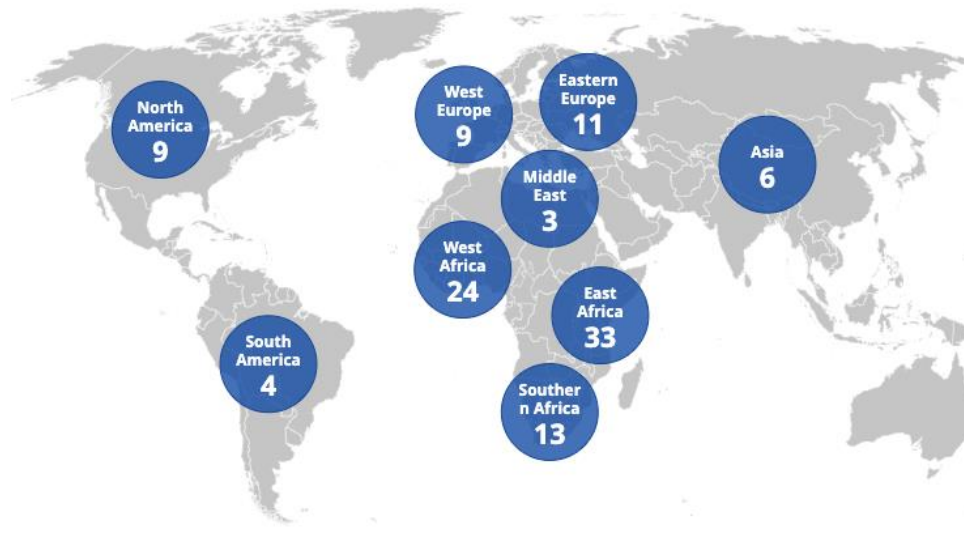 North
America
9
West
Europe
9
Eastern
Europe
11
Asia
6
Middle
East
3
West
Africa
24
East
Africa
33
South
America
4
Souther
n Africa
13